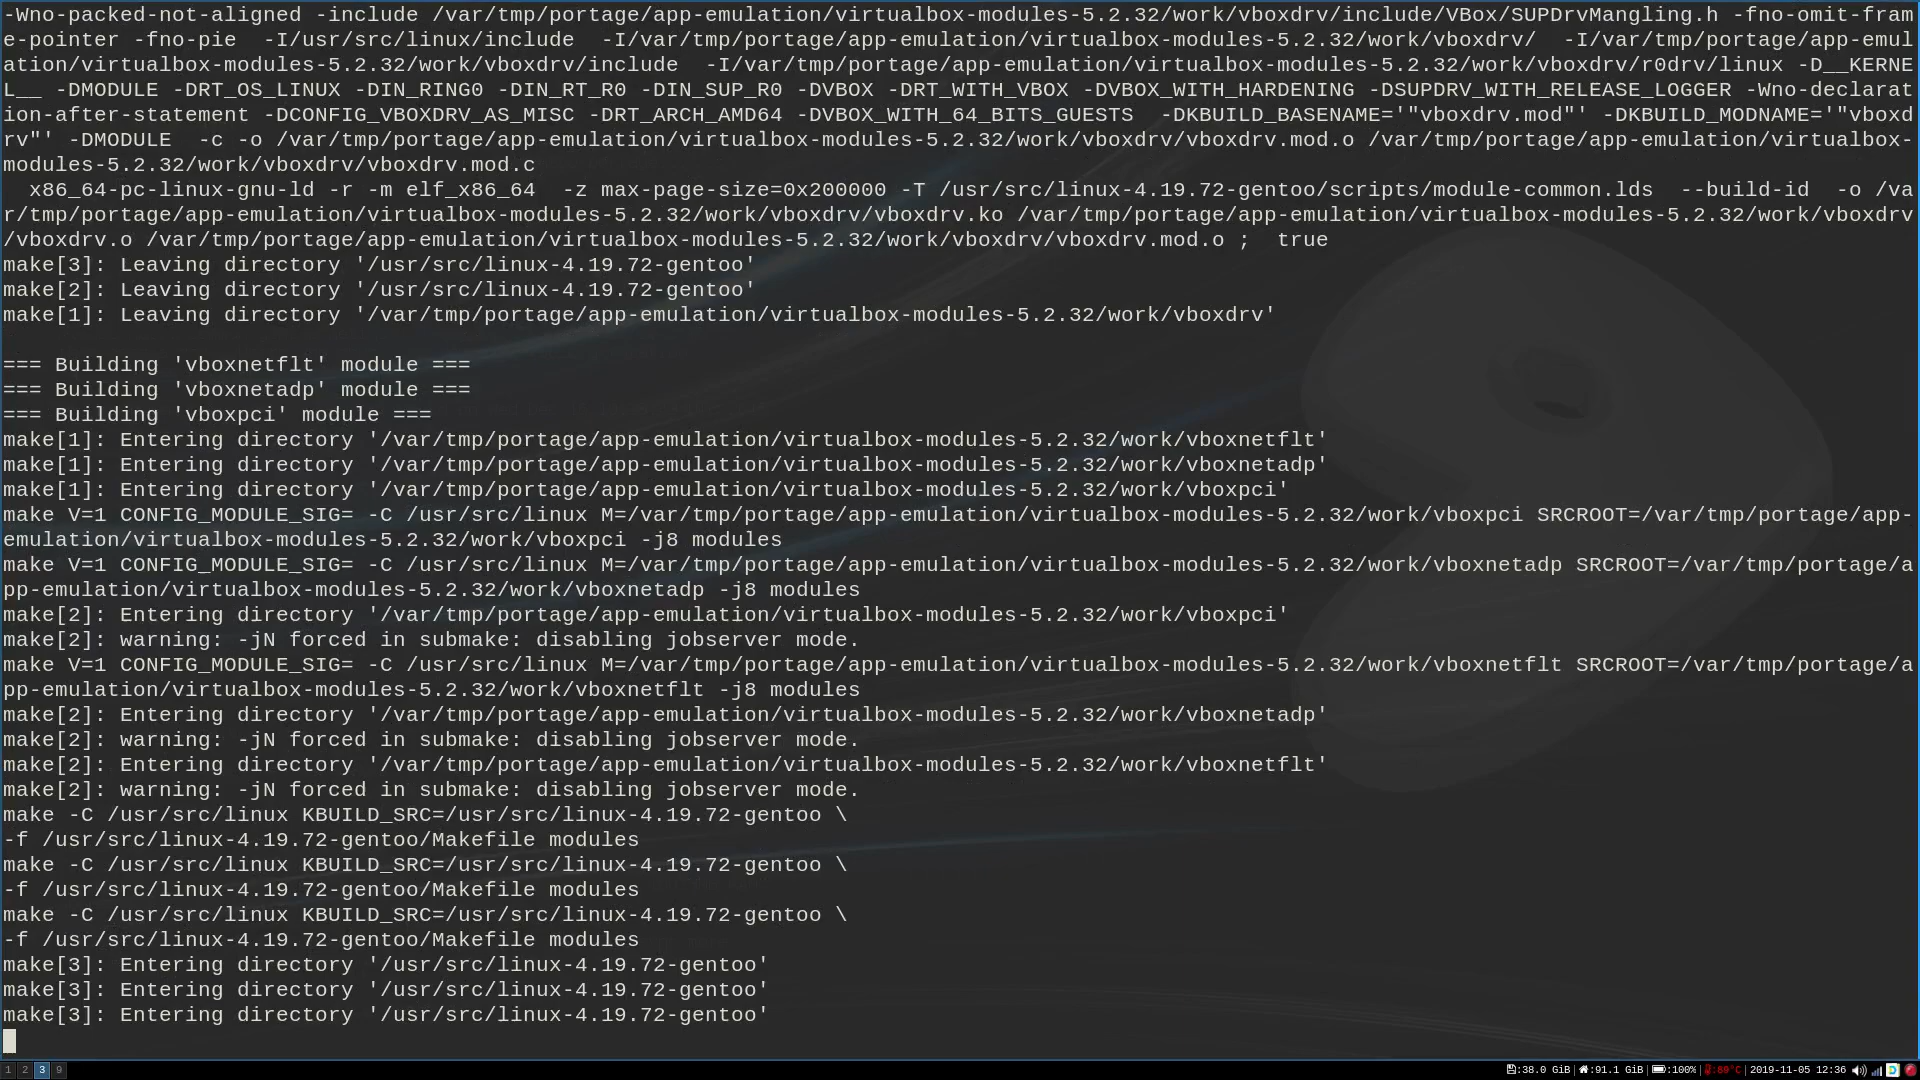 -Wno-packed-not-aligned -include /var/tmp/portage/app-emulation/virtualbox-modules-5.2.32/work/vboxdrv/include/VBox/SUPDrvMangling.h -fno-omit-fram
e-pointer -fno-pie  -I/usr/src/linux/include  -I/var/tmp/portage/app-emulation/virtualbox-modules-5.2.32/work/vboxdrv/  -I/var/tmp/portage/app-emul
ation/virtualbox-modules-5.2.32/work/vboxdrv/include  -I/var/tmp/portage/app-emulation/virtualbox-modules-5.2.32/work/vboxdrv/r0drv/linux -D__KERNE
L__ -DMODULE -DRT_OS_LINUX -DIN_RING0 -DIN_RT_R0 -DIN_SUP_R0 -DVBOX -DRT_WITH_VBOX -DVBOX_WITH_HARDENING -DSUPDRV_WITH_RELEASE_LOGGER -Wno-declarat
ion-after-statement -DCONFIG_VBOXDRV_AS_MISC -DRT_ARCH_AMD64 -DVBOX_WITH_64_BITS_GUESTS  -DKBUILD_BASENAME='"vboxdrv.mod"' -DKBUILD_MODNAME='"vboxd
rv"' -DMODULE  -c -o /var/tmp/portage/app-emulation/virtualbox-modules-5.2.32/work/vboxdrv/vboxdrv.mod.o /var/tmp/portage/app-emulation/virtualbox-
modules-5.2.32/work/vboxdrv/vboxdrv.mod.c
  x86_64-pc-linux-gnu-ld -r -m elf_x86_64  -z max-page-size=0x200000 -T /usr/src/linux-4.19.72-gentoo/scripts/module-common.lds  --build-id  -o /va
r/tmp/portage/app-emulation/virtualbox-modules-5.2.32/work/vboxdrv/vboxdrv.ko /var/tmp/portage/app-emulation/virtualbox-modules-5.2.32/work/vboxdrv
/vboxdrv.o /var/tmp/portage/app-emulation/virtualbox-modules-5.2.32/work/vboxdrv/vboxdrv.mod.o ;  true
make[3]: Leaving directory '/usr/src/linux-4.19.72-gentoo'
make[2]: Leaving directory '/usr/src/linux-4.19.72-gentoo'
make[1]: Leaving directory '/var/tmp/portage/app-emulation/virtualbox-modules-5.2.32/work/vboxdrv'
=== Building 'vboxnetflt' module ===
=== Building 'vboxnetadp' module ===
=== Building 'vboxpci' module ===
make[1]: Entering directory '/var/tmp/portage/app-emulation/virtualbox-modules-5.2.32/work/vboxnetflt'
make[1]: Entering directory '/var/tmp/portage/app-emulation/virtualbox-modules-5.2.32/work/vboxnetadp'
make[1]: Entering directory '/var/tmp/portage/app-emulation/virtualbox-modules-5.2.32/work/vboxpci'
make V=1 CONFIG_MODULE_SIG= -C /usr/src/linux M=/var/tmp/portage/app-emulation/virtualbox-modules-5.2.32/work/vboxpci SRCROOT=/var/tmp/portage/app-
emulation/virtualbox-modules-5.2.32/work/vboxpci -j8 modules
make V=1 CONFIG_MODULE_SIG= -C /usr/src/linux M=/var/tmp/portage/app-emulation/virtualbox-modules-5.2.32/work/vboxnetadp SRCROOT=/var/tmp/portage/a
pp-emulation/virtualbox-modules-5.2.32/work/vboxnetadp -j8 modules
make[2]: Entering directory '/var/tmp/portage/app-emulation/virtualbox-modules-5.2.32/work/vboxpci'
make[2]: warning: -jN forced in submake: disabling jobserver mode.
make V=1 CONFIG_MODULE_SIG= -C /usr/src/linux M=/var/tmp/portage/app-emulation/virtualbox-modules-5.2.32/work/vboxnetflt SRCROOT=/var/tmp/portage/a
pp-emulation/virtualbox-modules-5.2.32/work/vboxnetflt -j8 modules
make[2]: Entering directory '/var/tmp/portage/app-emulation/virtualbox-modules-5.2.32/work/vboxnetadp'
make[2]: warning: -jN forced in submake: disabling jobserver mode.
make[2]: Entering directory '/var/tmp/portage/app-emulation/virtualbox-modules-5.2.32/work/vboxnetflt'
make[2]: warning: -jN forced in submake: disabling jobserver mode.
make -C /usr/src/linux KBUILD_SRC=/usr/src/linux-4.19.72-gentoo \
-f /usr/src/linux-4.19.72-gentoo/Makefile modules
make -C /usr/src/linux KBUILD_SRC=/usr/src/linux-4.19.72-gentoo \
-f /usr/src/linux-4.19.72-gentoo/Makefile modules
make -C /usr/src/linux KBUILD_SRC=/usr/src/linux-4.19.72-gentoo \
-f /usr/src/linux-4.19.72-gentoo/Makefile modules
make[3]: Entering directory '/usr/src/linux-4.19.72-gentoo'
make[3]: Entering directory '/usr/src/linux-4.19.72-gentoo'
make[3]: Entering directory '/usr/src/linux-4.19.72-gentoo'
1 2 3 9 :38.0 GiB | :91.1 GiB | :100% | :69°C | 2019-11-05 12:36